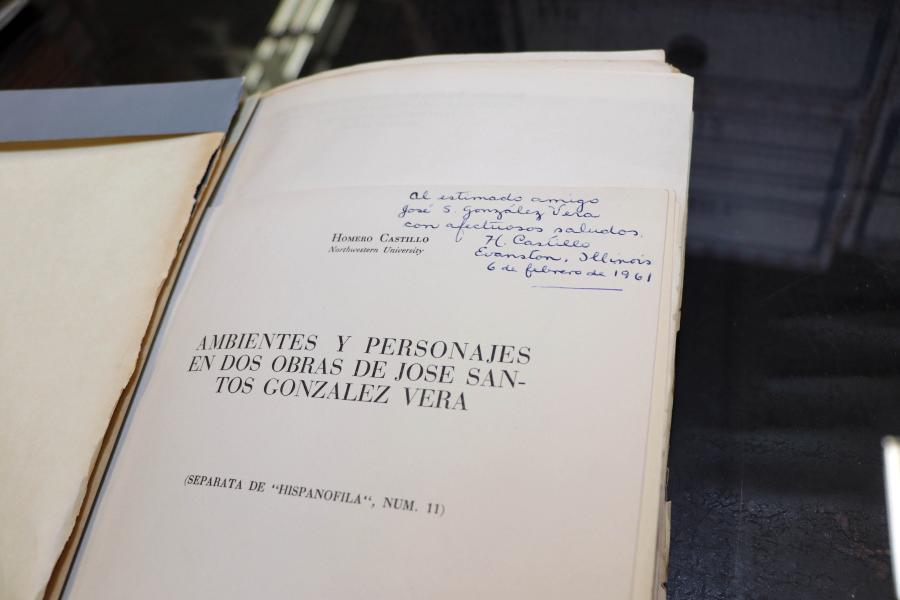 al estimado amigo
José S. González Vera
con afectuosos saludos.
H. Castillo
Evanston, Illinois
6 de febrero de 1961
HOMERO CASTILLO
Northwestern University
AMBIENTES Y PERSONAJES
EN DOS OBRAS DE JOSE SAN-
TOS GONZALEZ VERA
(SEPARATA DE “HISPANOFILA“, NUM. 11)